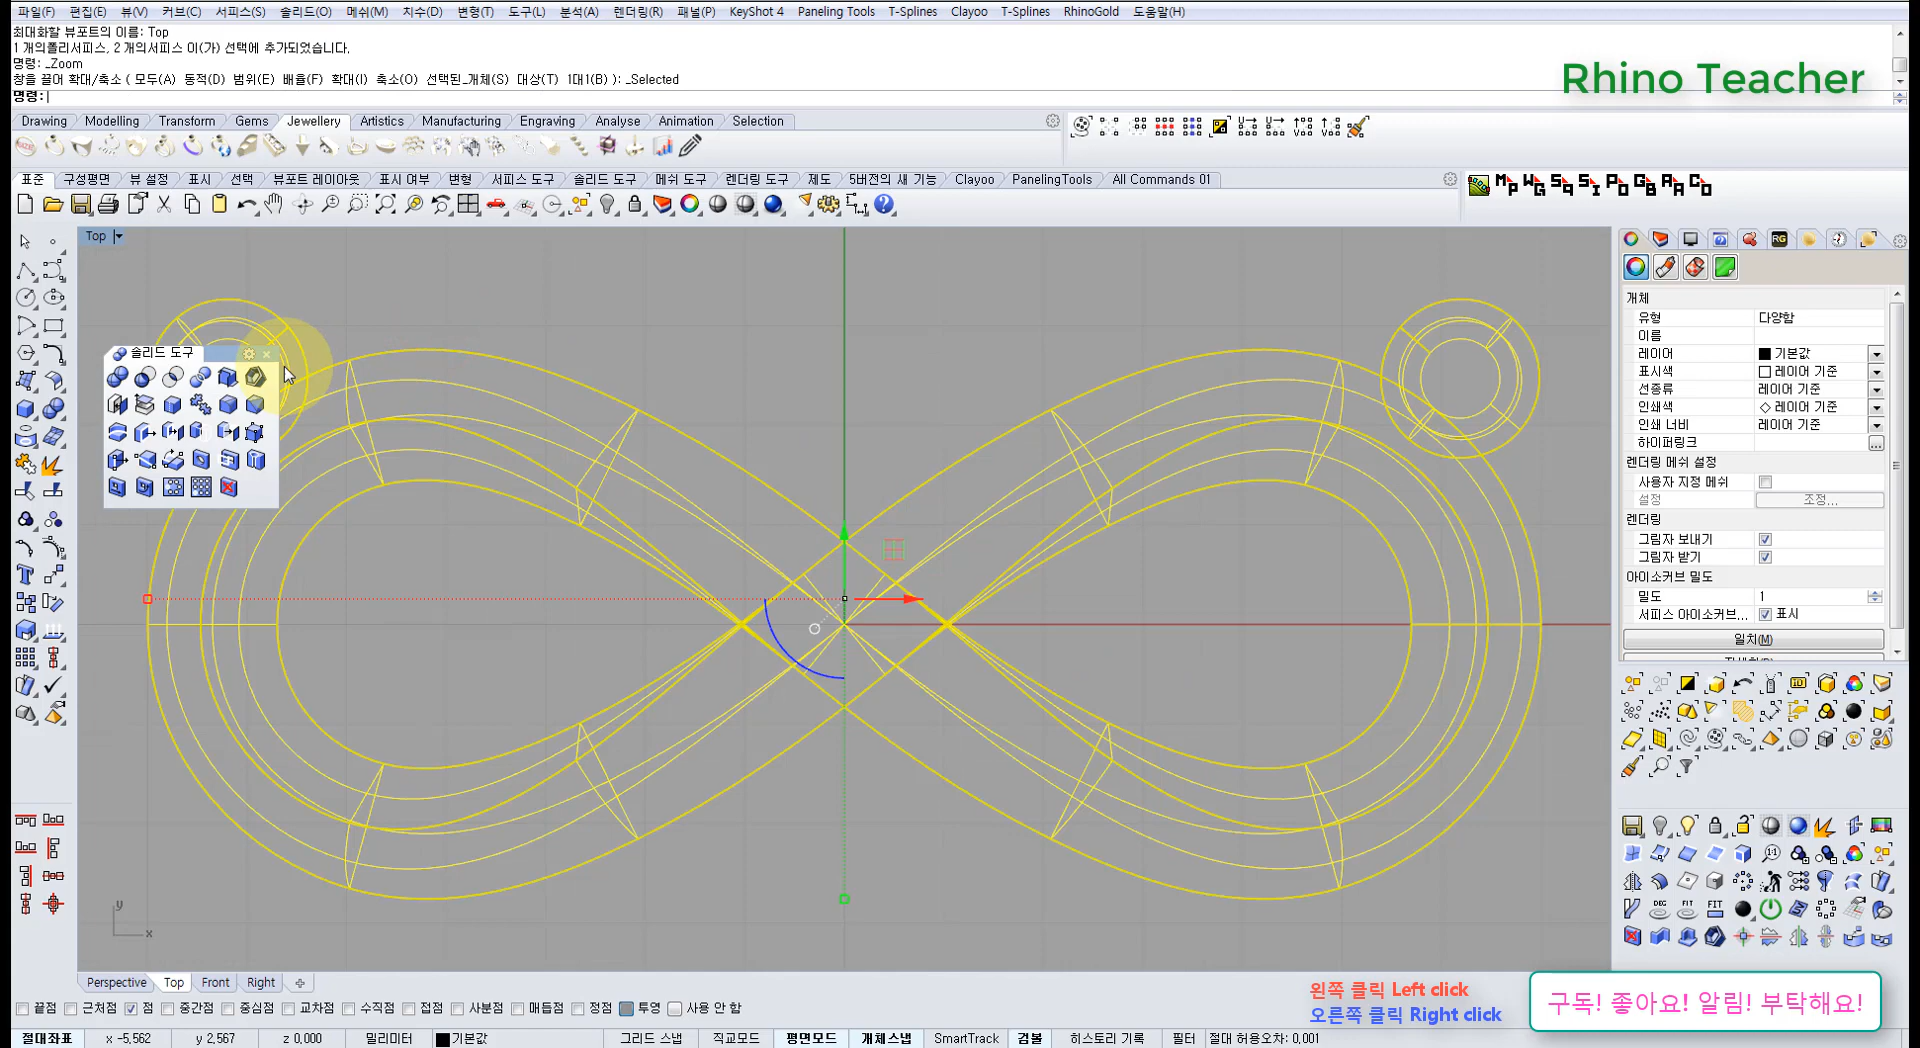 파일(F) 편집(E) 뷰(V) 커브(C) 서피스(S) 솔리드(O) 메쉬(M) 치수(D) 변형(T) 도구(L) 분석(A) 렌더링(R) 패널(P) KeyShot 4 Paneling Tools T-Splines Clayoo T-Splines RhinoGold 도움말(H)
최대화할 뷰포트의 이름: Top
1 개의폴리서피스, 2 개의서피스 이(가) 선택에 추가되었습니다.
명령: _Zoom
창을 끌어 확대/축소 ( 모두(A) 동적(D) 범위(E) 배율(F) 확대(I) 축소(O) 선택된_개체(S) 대상(T) 1대1(B) ): _Selected
명령:
Rhino Teacher
Drawing Modelling Transform Gems Jewellery Artistics Manufacturing Engraving Analyse Animation Selection
표준 구성평면 뷰 설정 표시 선택 뷰포트 레이아웃 표시 여부 변형 서피스 도구 솔리드 도구 메쉬 도구 렌더링 도구 제도 5버전의 새 기능 Clayoo PanelingTools All Commands 01
Top
솔리드 도구
개체
유형 다양함
이름
레이어 기본값
표시색 레이어 기준
선종류 레이어 기준
인쇄색 레이어 기준
인쇄 너비 레이어 기준
하이퍼링크 ...
렌더링 메쉬 설정
사용자 지정 메쉬
설정 조정...
렌더링
그림자 보내기
그림자 받기
아이소커브 밀도
밀도 1
서피스 아이소커브... 표시
일치(M)
y
x
Perspective Top Front Right
끝점 근처점 점 중간점 중심점 교차점 수직점 접점 사분점 매듭점 정점 투영 사용 안 함
왼쪽 클릭 Left click
오른쪽 클릭 Right click
구독! 좋아요! 알림! 부탁해요!
절대좌표 x -5,562 y 2,567 z 0,000 밀리미터 기본값 그리드 스냅 직교모드 평면모드 개체스냅 SmartTrack 검볼 히스토리 기록 필터 절대 허용오차: 0,001